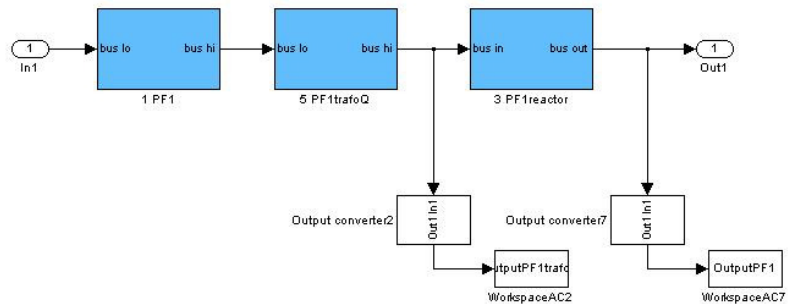 1
In1
bus lo
bus hi
1 PF1
bus lo
bus hi
5 PF1trafoQ
bus in
bus out
3 PF1reactor
1
Out1
Output converter2
Out1 In1
utputPF1trafo
WorkspaceAC2
Output converter7
Out1 In1
OutputPF1
WorkspaceAC7